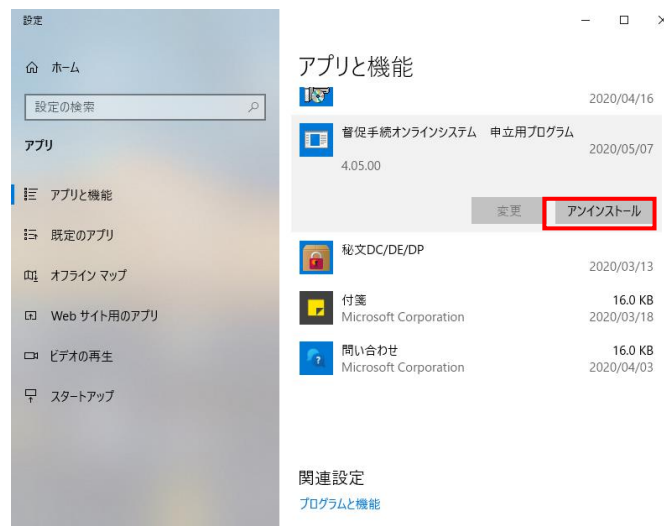 設定
ホーム
設定の検索
アプリ
アプリと機能
既定のアプリ
オフライン マップ
Web サイト用のアプリ
ビデオの再生
スタートアップ
アプリと機能
2020/04/16
督促手続オンラインシステム　申立用プログラム
2020/05/07
4.05.00
変更 アンインストール
秘文DC/DE/DP
2020/03/13
付箋 16.0 KB
Microsoft Corporation 2020/03/18
問い合わせ 16.0 KB
Microsoft Corporation 2020/04/03
関連設定
プログラムと機能